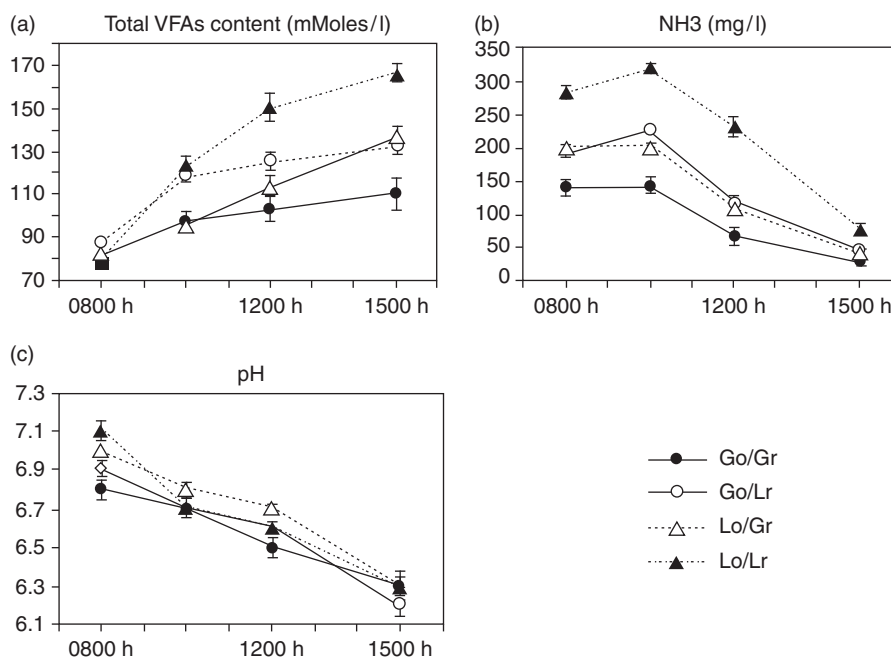 (a) Total VFAs content (mMoles/l)
170
150
130
110
90
70
0800 h 1200 h 1500 h
(b) NH3 (mg/l)
350
300
250
200
150
100
50
0
0800 h 1200 h 1500 h
(c) pH
7.3
7.1
6.9
6.7
6.5
6.3
6.1
0800 h 1200 h 1500 h
Go/Gr
Go/Lr
Lo/Gr
Lo/Lr